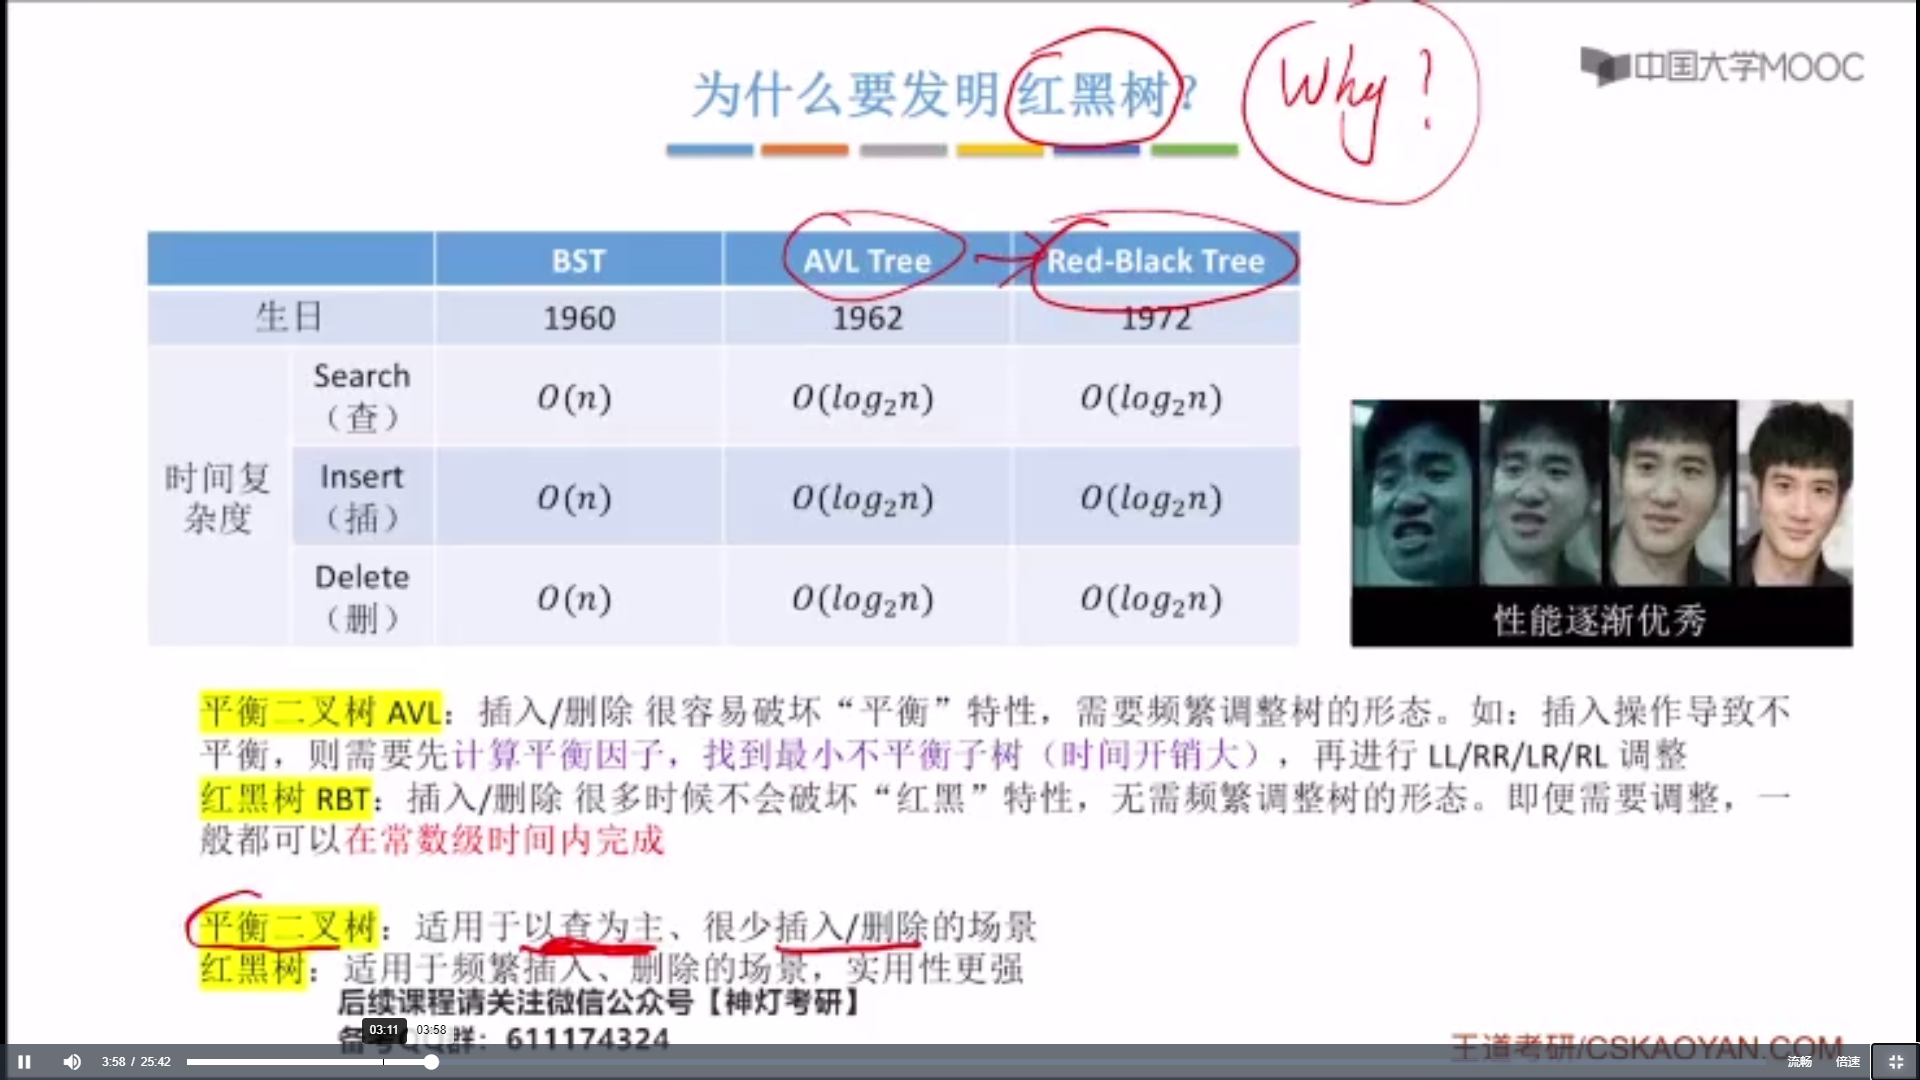 为什么要发明 红黑树?
Why?
中国大学MOOC
BST AVL Tree Red-Black Tree
生日 1960 1962 1972
时间复杂度
Search（查） O(n) O(log₂n) O(log₂n)
Insert（插） O(n) O(log₂n) O(log₂n)
Delete（删） O(n) O(log₂n) O(log₂n)
性能逐渐优秀
平衡二叉树 AVL：插入/删除 很容易破坏“平衡”特性，需要频繁调整树的形态。如：插入操作导致不
平衡，则需要先计算平衡因子，找到最小不平衡子树（时间开销大），再进行 LL/RR/LR/RL 调整
红黑树 RBT：插入/删除 很多时候不会破坏“红黑”特性，无需频繁调整树的形态。即便需要调整，一
般都可以在常数级时间内完成
平衡二叉树：适用于以查为主、很少插入/删除的场景
红黑树：适用于频繁插入、删除的场景，实用性更强
后续课程请关注微信公众号【神灯考研】
群：611174324
03:11 03:58
王道考研/CSKAOYAN.COM
3:58 / 25:42 流畅 倍速